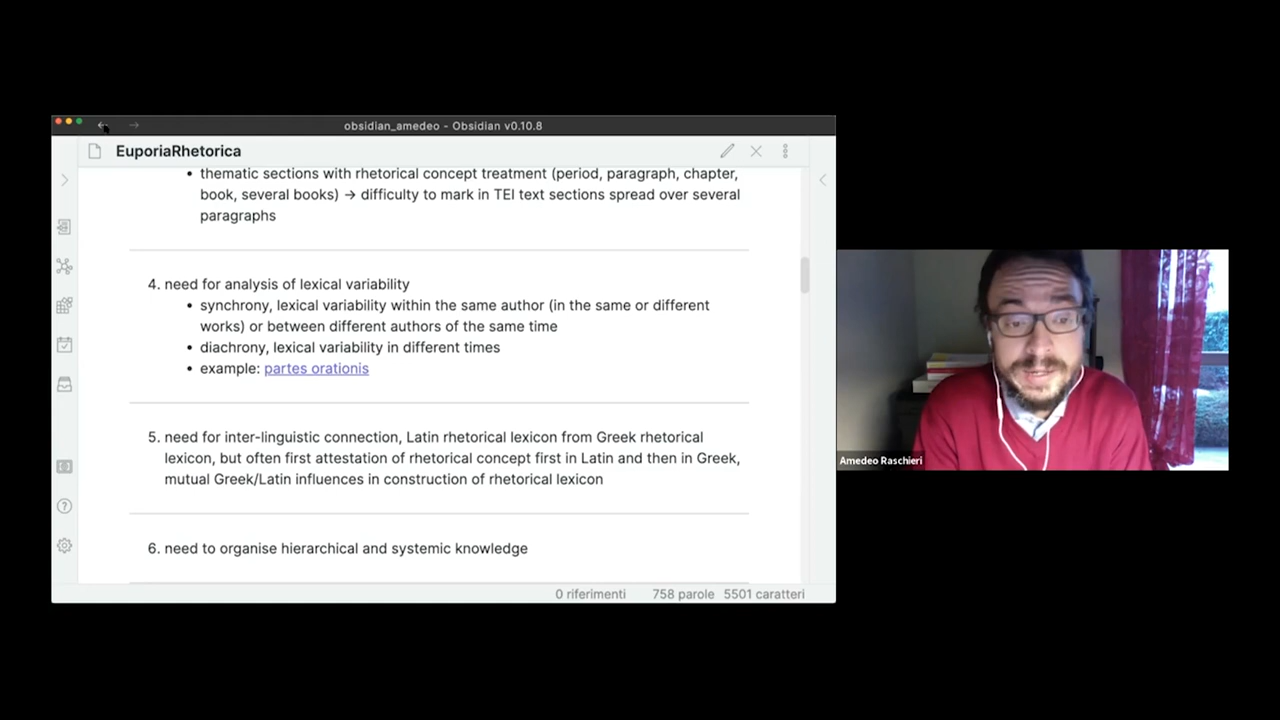 obsidian_amedeo - Obsidian v0.10.8
EuporiaRhetorica
• thematic sections with rhetorical concept treatment (period, paragraph, chapter,
book, several books) → difficulty to mark in TEI text sections spread over several
paragraphs
4. need for analysis of lexical variability
• synchrony, lexical variability within the same author (in the same or different
works) or between different authors of the same time
• diachrony, lexical variability in different times
• example: partes orationis
5. need for inter-linguistic connection, Latin rhetorical lexicon from Greek rhetorical
lexicon, but often first attestation of rhetorical concept first in Latin and then in Greek,
mutual Greek/Latin influences in construction of rhetorical lexicon
6. need to organise hierarchical and systemic knowledge
0 riferimenti 758 parole 5501 caratteri
Amedeo Raschieri